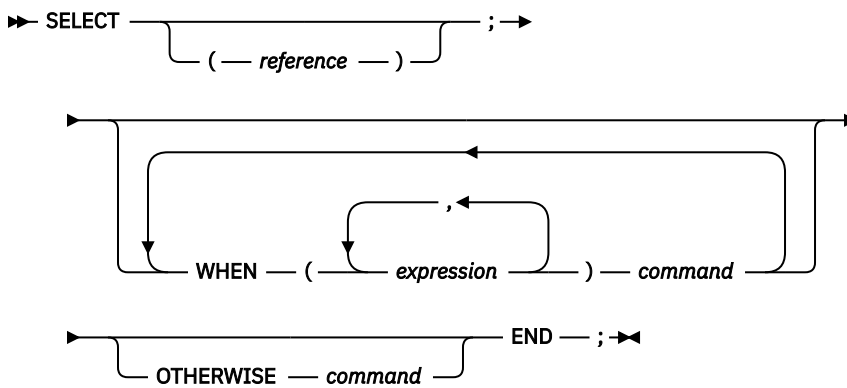 SELECT ;
( reference )
,
WHEN ( expression ) command
END ;
OTHERWISE command